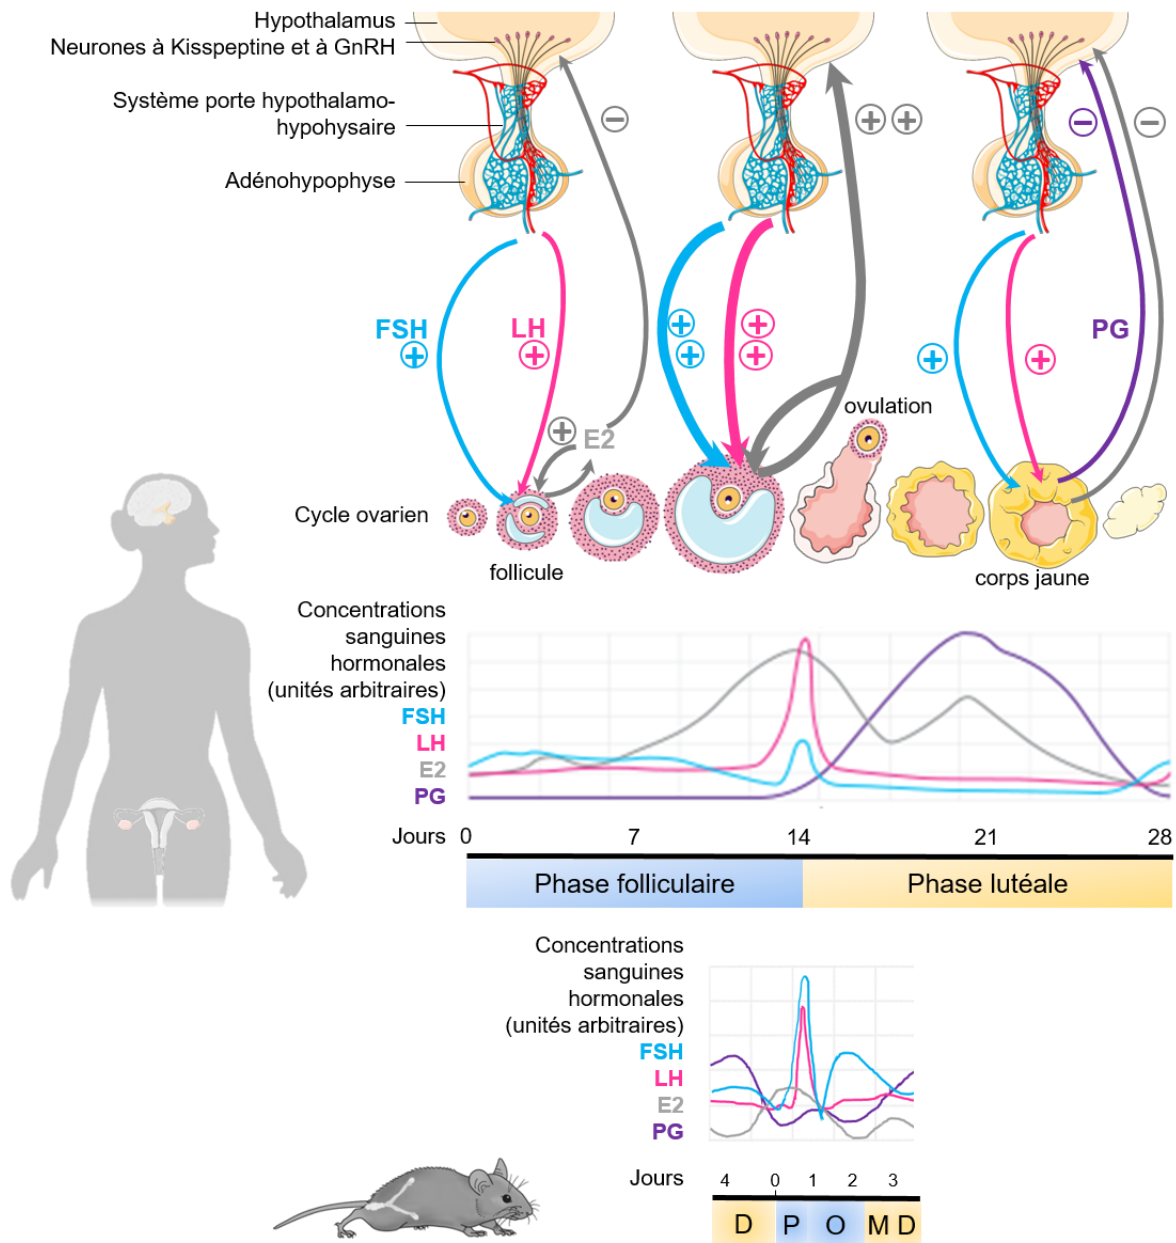 Hypothalamus
Neurones à Kisspeptine et à GnRH
Système porte hypothalamo-
hypohysaire
Adénohypophyse
FSH
LH
PG
E2
ovulation
Cycle ovarien
follicule
corps jaune
Concentrations
sanguines
hormonales
(unités arbitraires)
FSH
LH
E2
PG
Jours 0 7 14 21 28
Phase folliculaire Phase lutéale
Concentrations
sanguines
hormonales
(unités arbitraires)
FSH
LH
E2
PG
Jours 4 0 1 2 3
D P O M D